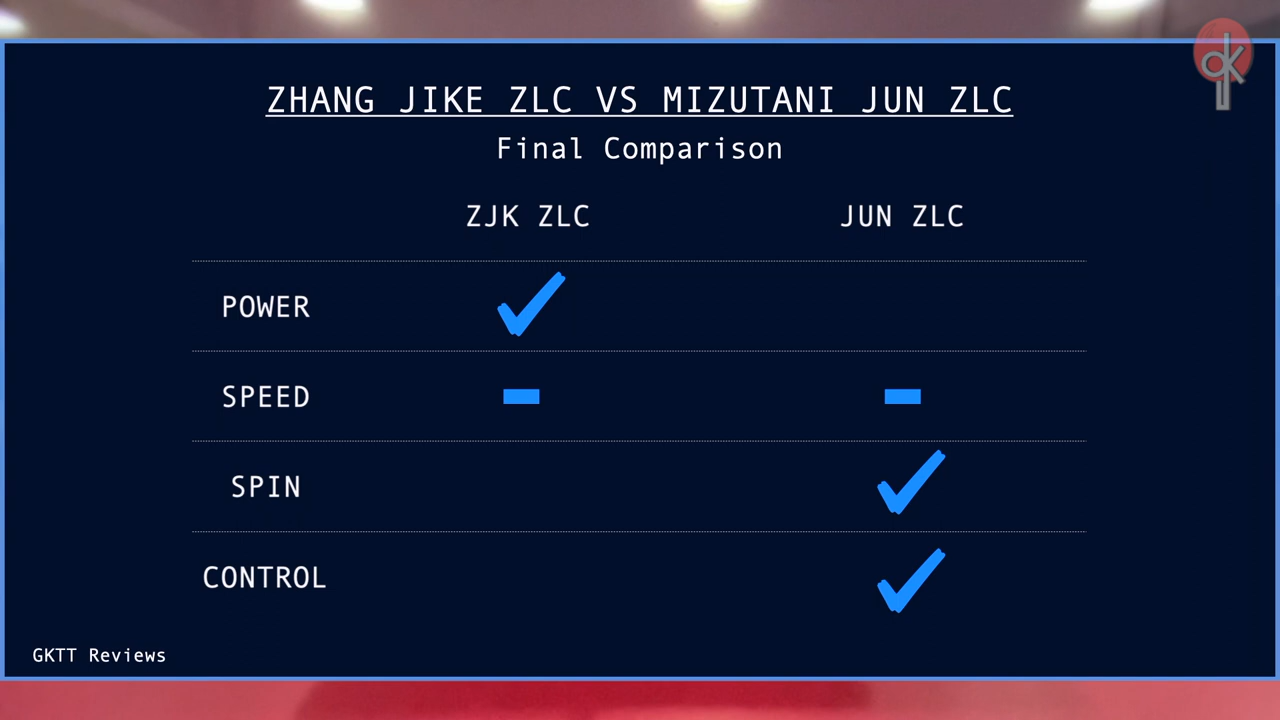 ZHANG JIKE ZLC VS MIZUTANI JUN ZLC
Final Comparison
ZJK ZLC JUN ZLC
POWER
SPEED
SPIN
CONTROL
GKTT Reviews